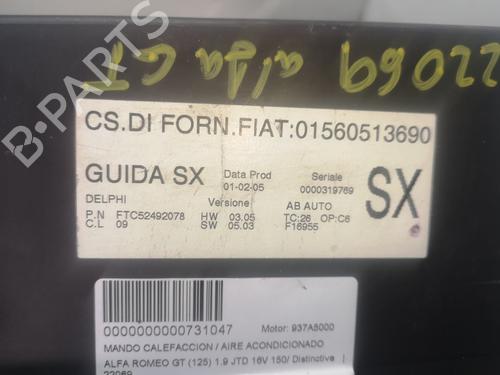 22069 alfa GT
CS.DI FORN.FIAT:01560513690
GUIDA SX
Data Prod
01-02-05
Seriale
0000319769
SX
DELPHI
Versione
AB AUTO
P.N FTC52492078 HW 03.05 TC:26 OP:C6
C.L 09 SW 05.03 F16955
0000000000731047 Motor: 937A5000
MANDO CALEFACCION / AIRE ACONDICIONADO
ALFA ROMEO GT (125) 1.9 JTD 16V 150/ Distinctive |
22069